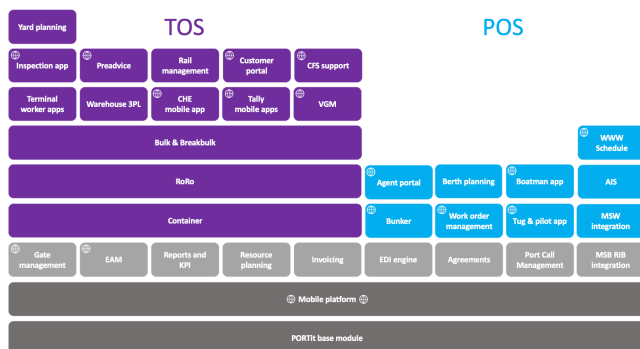 TOS
POS
Yard planning
Inspection app
Preadvice
Rail
management
Customer
portal
CFS support
Terminal
worker apps
Warehouse 3PL
CHE
mobile app
Tally
mobile apps
VGM
Bulk & Breakbulk
WWW
Schedule
RoRo
Agent portal
Berth planning
Boatman app
AIS
Container
Bunker
Work order
management
Tug & pilot app
MSW
integration
Gate
management
EAM
Reports and
KPI
Resource
planning
Invoicing
EDI engine
Agreements
Port Call
Management
MSB RIB
integration
Mobile platform
PORTit base module